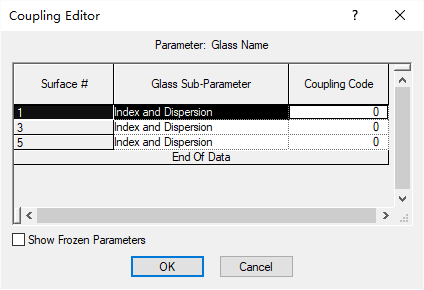 Coupling Editor
Parameter: Glass Name
Surface # Glass Sub-Parameter Coupling Code
1 Index and Dispersion 0
3 Index and Dispersion 0
5 Index and Dispersion 0
End Of Data
Show Frozen Parameters
OK Cancel